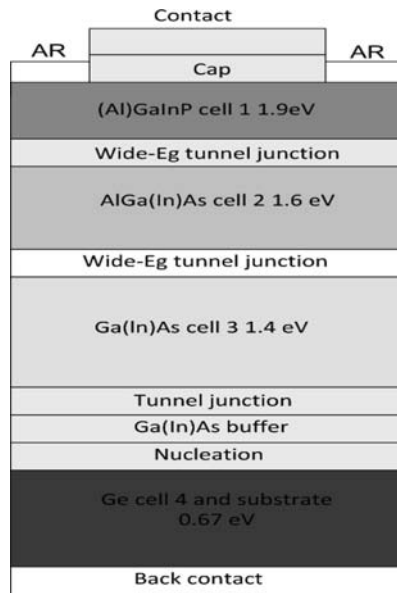 Contact
AR
AR
Cap
(Al)GaInP cell 1 1.9eV
Wide-Eg tunnel junction
AlGa(In)As cell 2 1.6 eV
Wide-Eg tunnel junction
Ga(In)As cell 3 1.4 eV
Tunnel junction
Ga(In)As buffer
Nucleation
Ge cell 4 and substrate
0.67 eV
Back contact